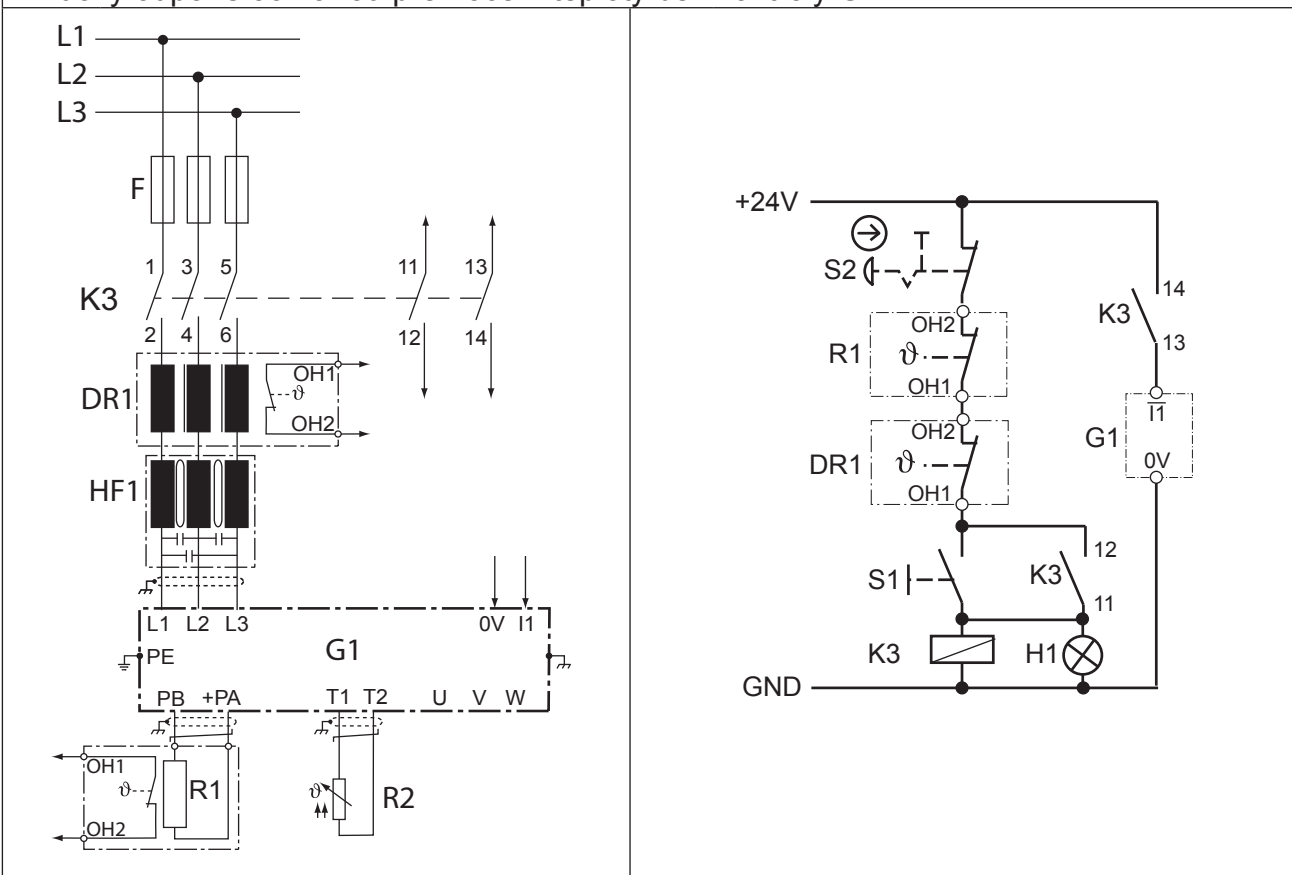 L1
L2
L3
F
1 3 5 11 13
K3
2 4 6 12 14
DR1
OH1
ϑ
OH2
HF1
L1 L2 L3 0V I1
PE
G1
PB +PA T1 T2 U V W
OH1
ϑ
R1
OH2
ϑ
R2
+24V
S2
OH2
R1
ϑ
OH1
OH2
DR1
ϑ
OH1
S1
K3
12
11
K3
H1
GND
14
K3
13
I1
G1
0V